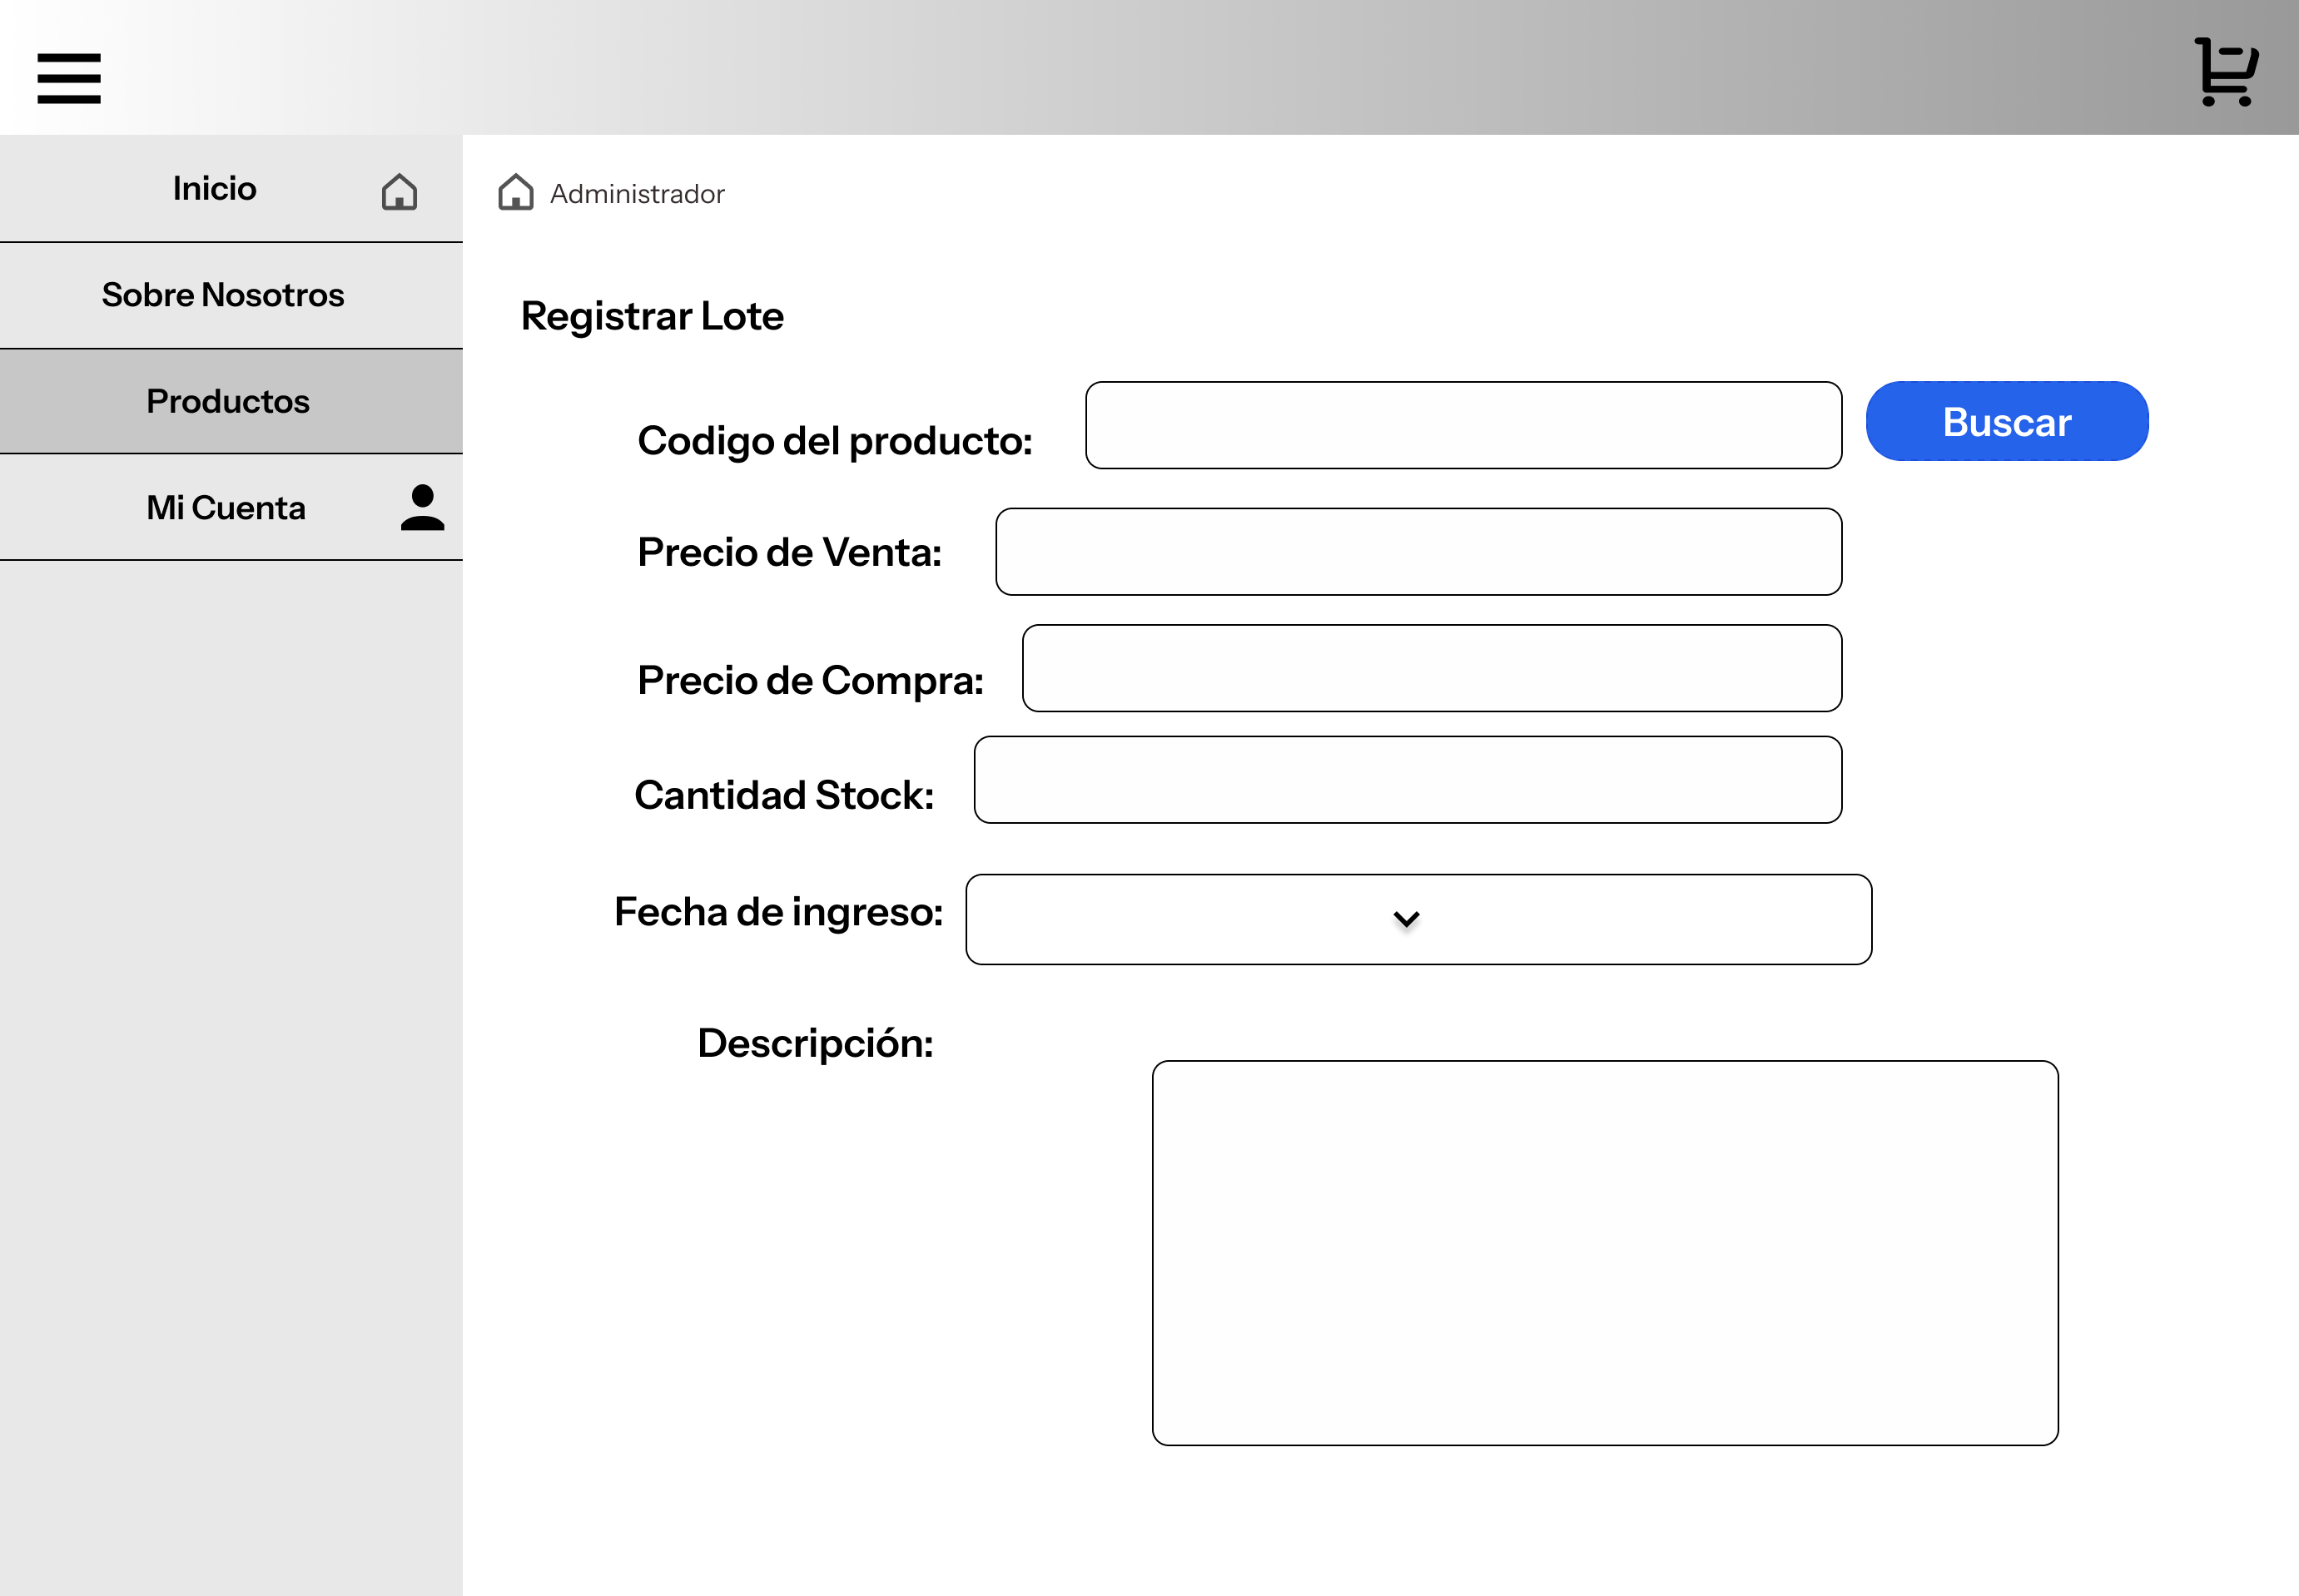 Inicio
Administrador
Sobre Nosotros
Registrar Lote
Productos
Codigo del producto:
Buscar
Mi Cuenta
Precio de Venta:
Precio de Compra:
Cantidad Stock:
Fecha de ingreso:
Descripción: